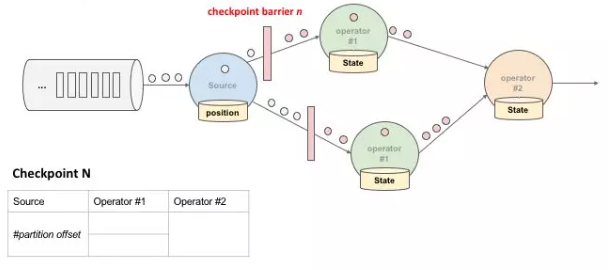 checkpoint barrier n
operator
#1
State
...
Source
position
operator
#2
State
operator
#1
State
Checkpoint N
Source Operator #1 Operator #2
#partition offset